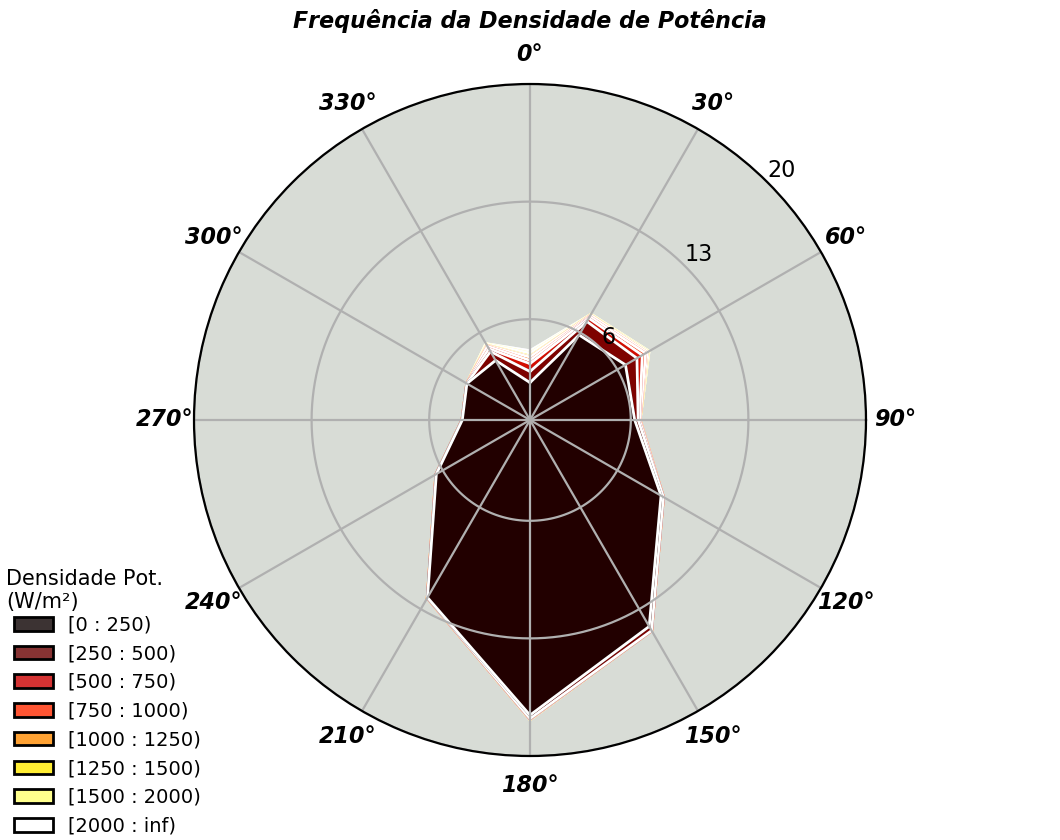 Frequência da Densidade de Potência
0°
330°
30°
20
300°
60°
13
6
270°
90°
Densidade Pot.
(W/m²)
240°
120°
[0 : 250)
[250 : 500)
[500 : 750)
[750 : 1000)
210°
150°
[1000 : 1250)
[1250 : 1500)
180°
[1500 : 2000)
[2000 : inf)